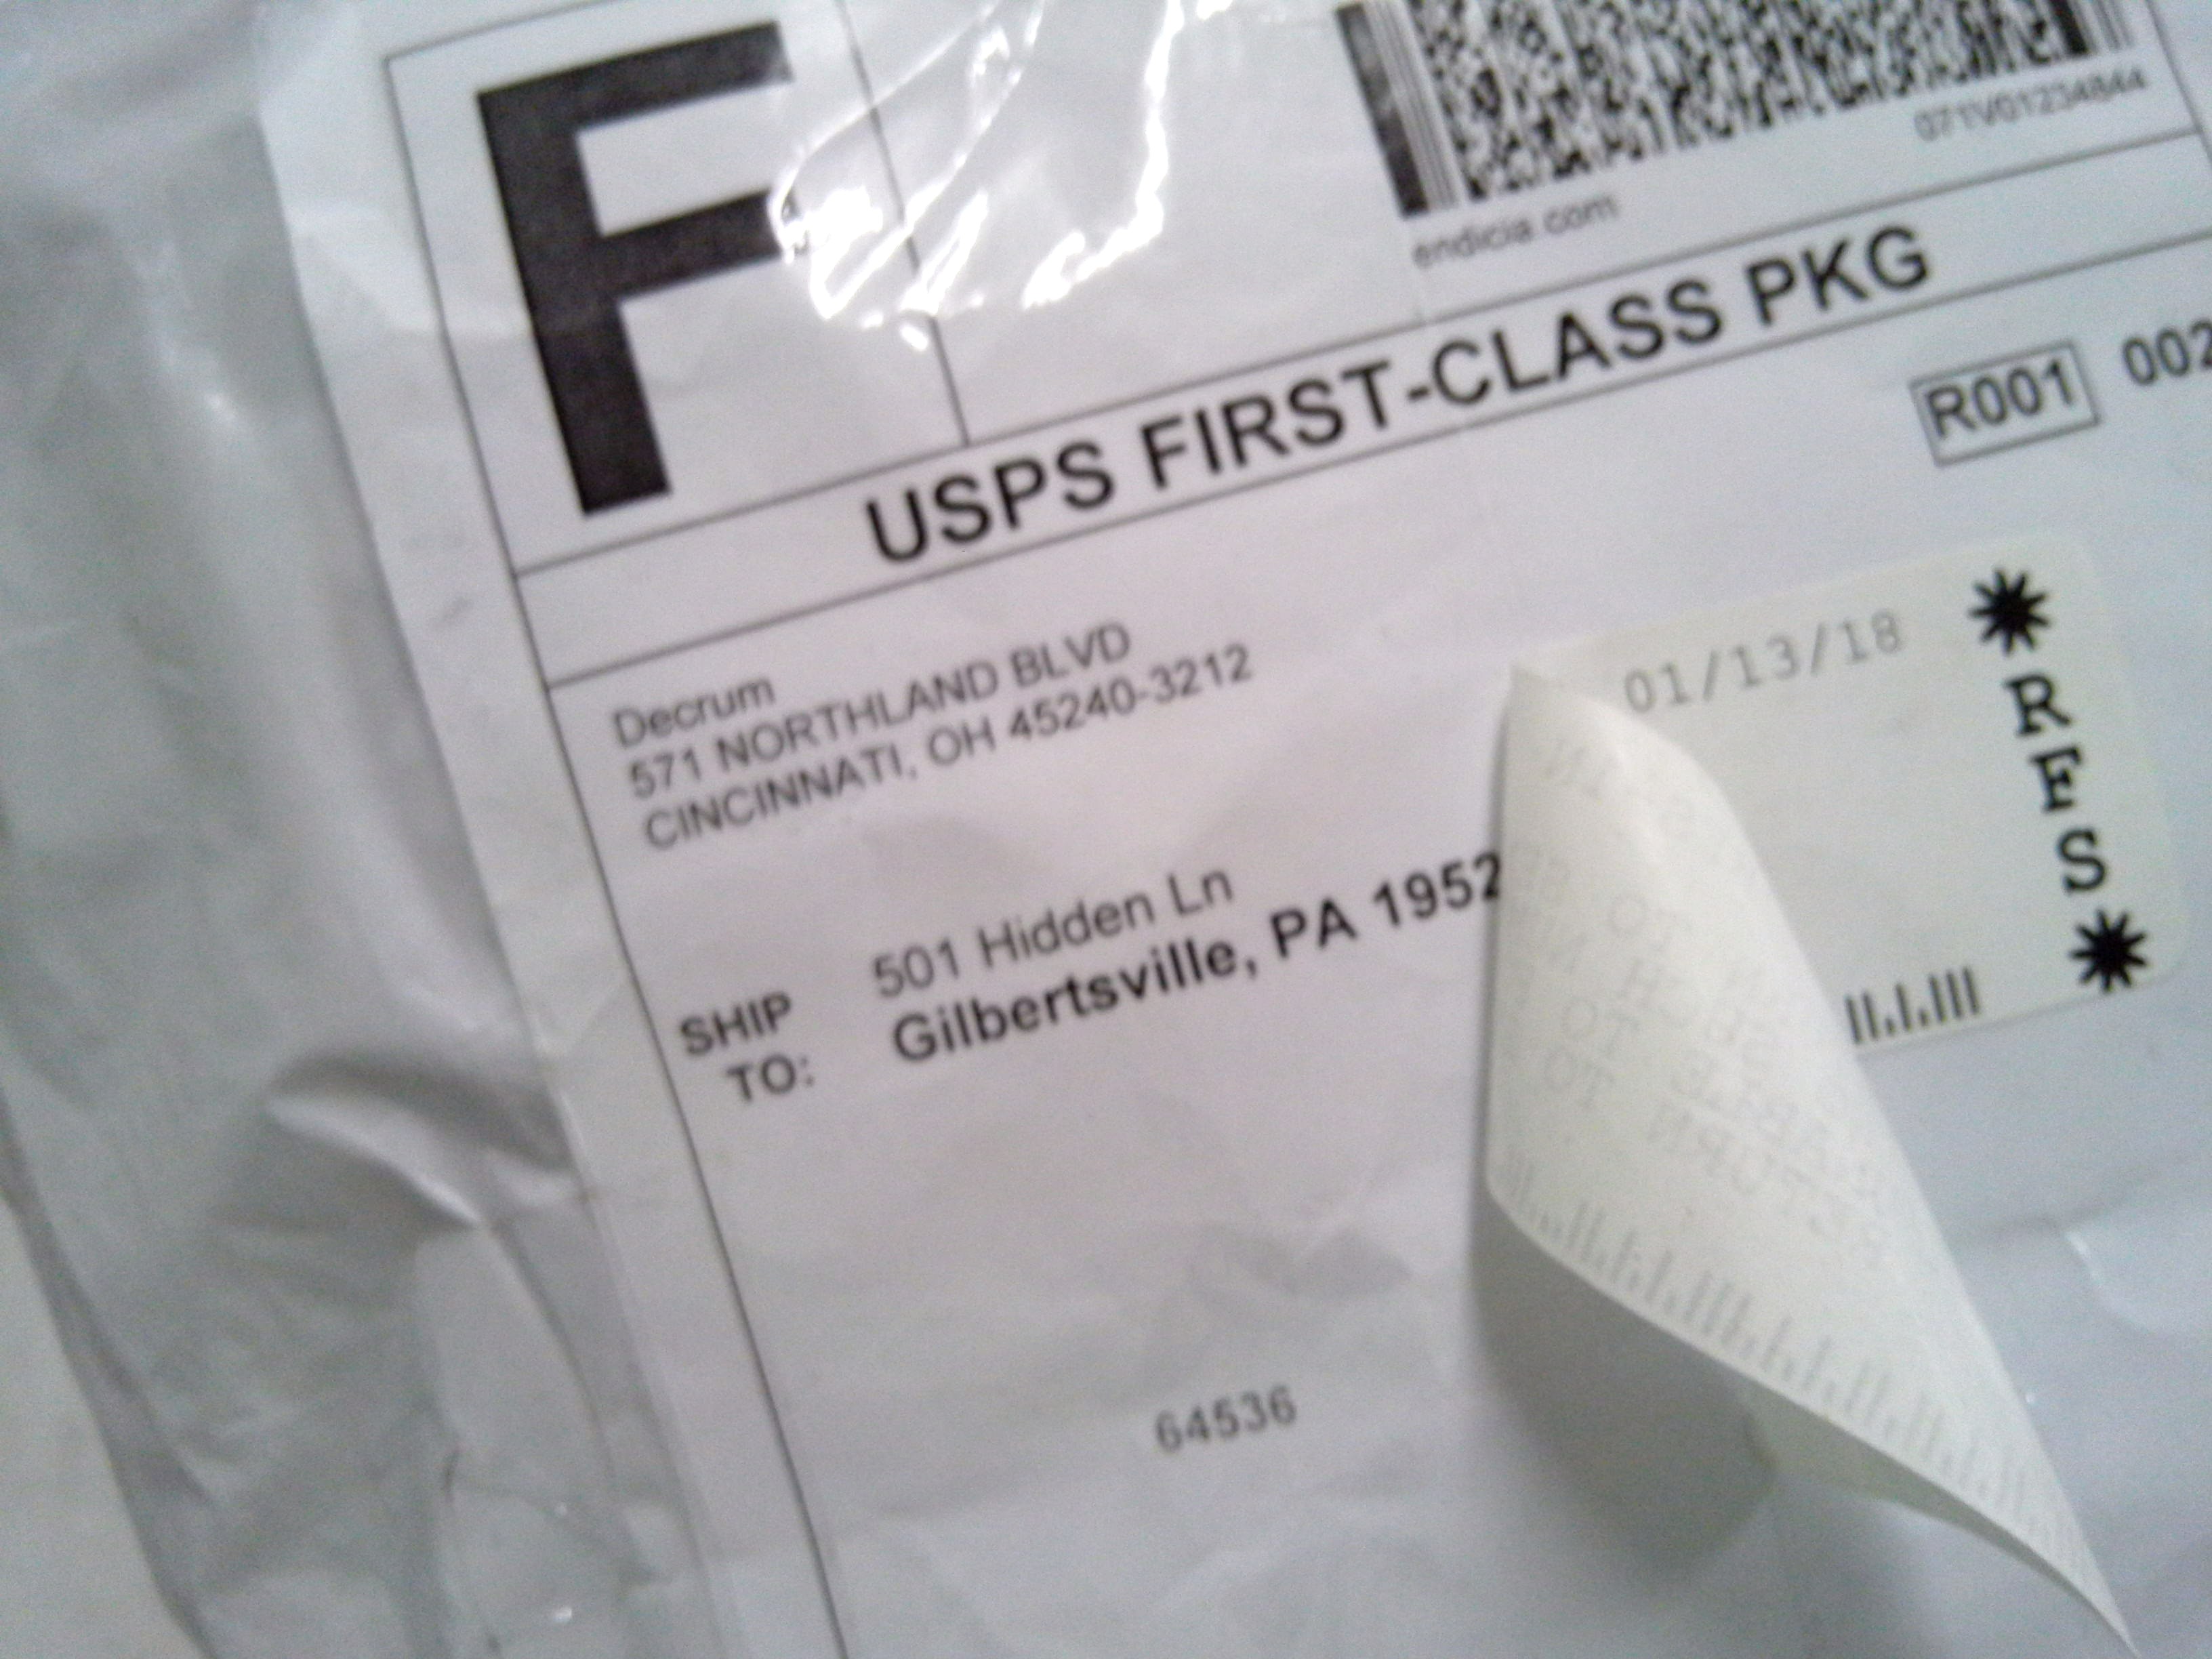 F
071V01234844
endicia.com
USPS FIRST-CLASS PKG
R001 002
Decrum
571 NORTHLAND BLVD
CINCINNATI, OH 45240-3212
01/13/18
* R F S *
SHIP TO:
501 Hidden Ln
Gilbertsville, PA 1952
64536